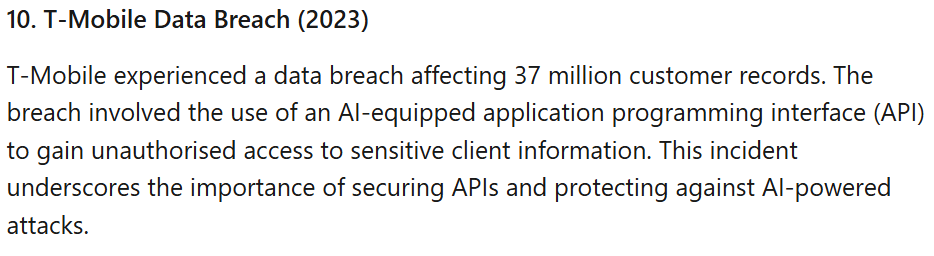 10. T-Mobile Data Breach (2023)
T-Mobile experienced a data breach affecting 37 million customer records. The
breach involved the use of an AI-equipped application programming interface (API)
to gain unauthorised access to sensitive client information. This incident
underscores the importance of securing APIs and protecting against AI-powered
attacks.